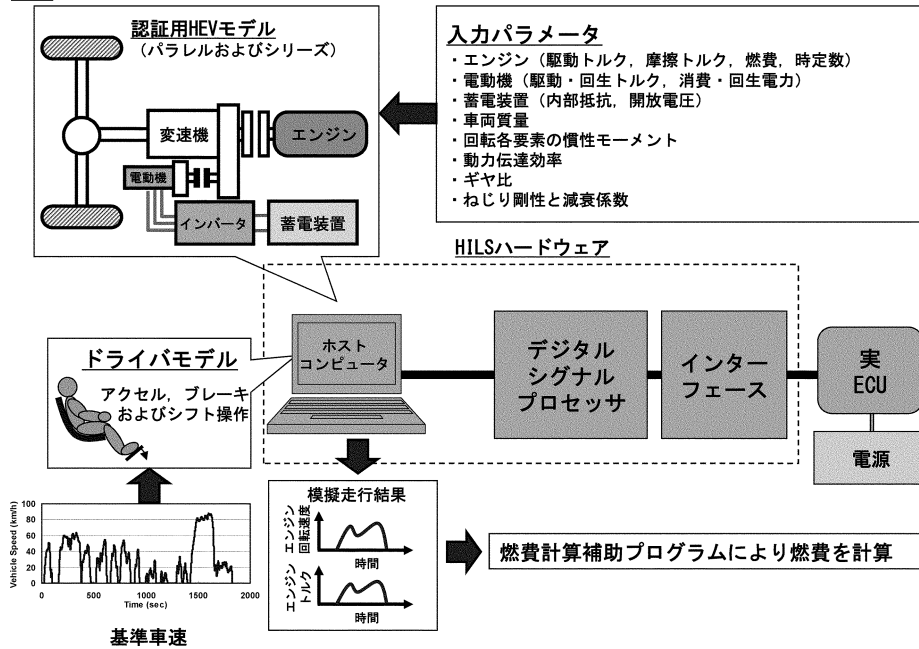 認証用HEVモデル
(パラレルおよびシリーズ)
変速機
エンジン
電動機
インバータ
蓄電装置
入力パラメータ
・エンジン(駆動トルク,摩擦トルク,燃費,時定数)
・電動機(駆動・回生トルク,消費・回生電力)
・蓄電装置(内部抵抗,開放電圧)
・車両質量
・回転各要素の慣性モーメント
・動力伝達効率
・ギヤ比
・ねじり剛性と減衰係数
HILSハードウェア
ホスト
コンピュータ
デジタル
シグナル
プロセッサ
インター
フェース
実
ECU
電源
ドライバモデル
アクセル,ブレーキ
およびシフト操作
Vehicle Speed (km/h)
100
80
60
40
20
0
0
500
1000
1500
2000
Time (sec)
基準車速
模擬走行結果
エンジン
回転速度
時間
エンジン
トルク
時間
燃費計算補助プログラムにより燃費を計算